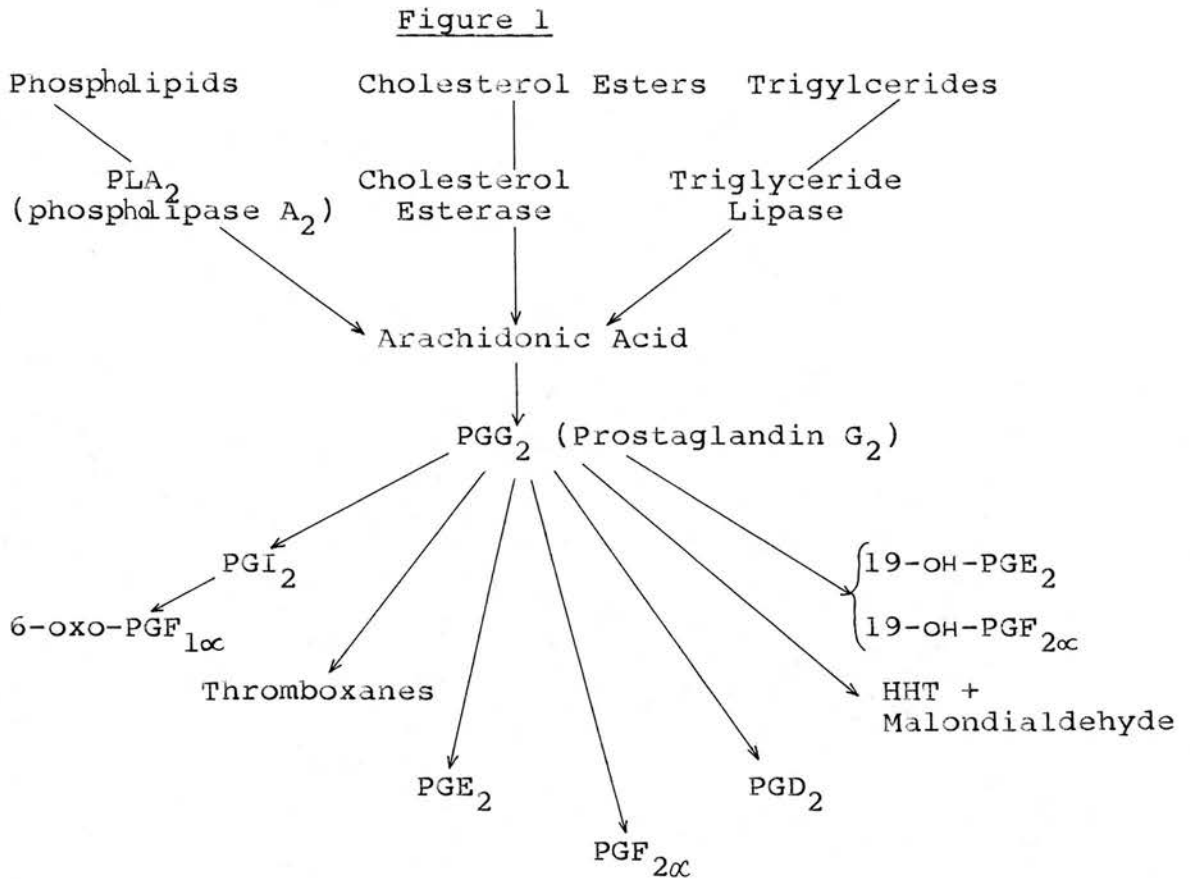 Figure 1
Phospholipids Cholesterol Esters Trigylcerides
PLA₂ Cholesterol Triglyceride
(phospholipase A₂) Esterase Lipase
Arachidonic Acid
PGG₂ (Prostaglandin G₂)
PGI₂ 19-OH-PGE₂
6-oxo-PGF₁α 19-OH-PGF₂α
Thromboxanes HHT +
Malondialdehyde
PGE₂ PGD₂
PGF₂α